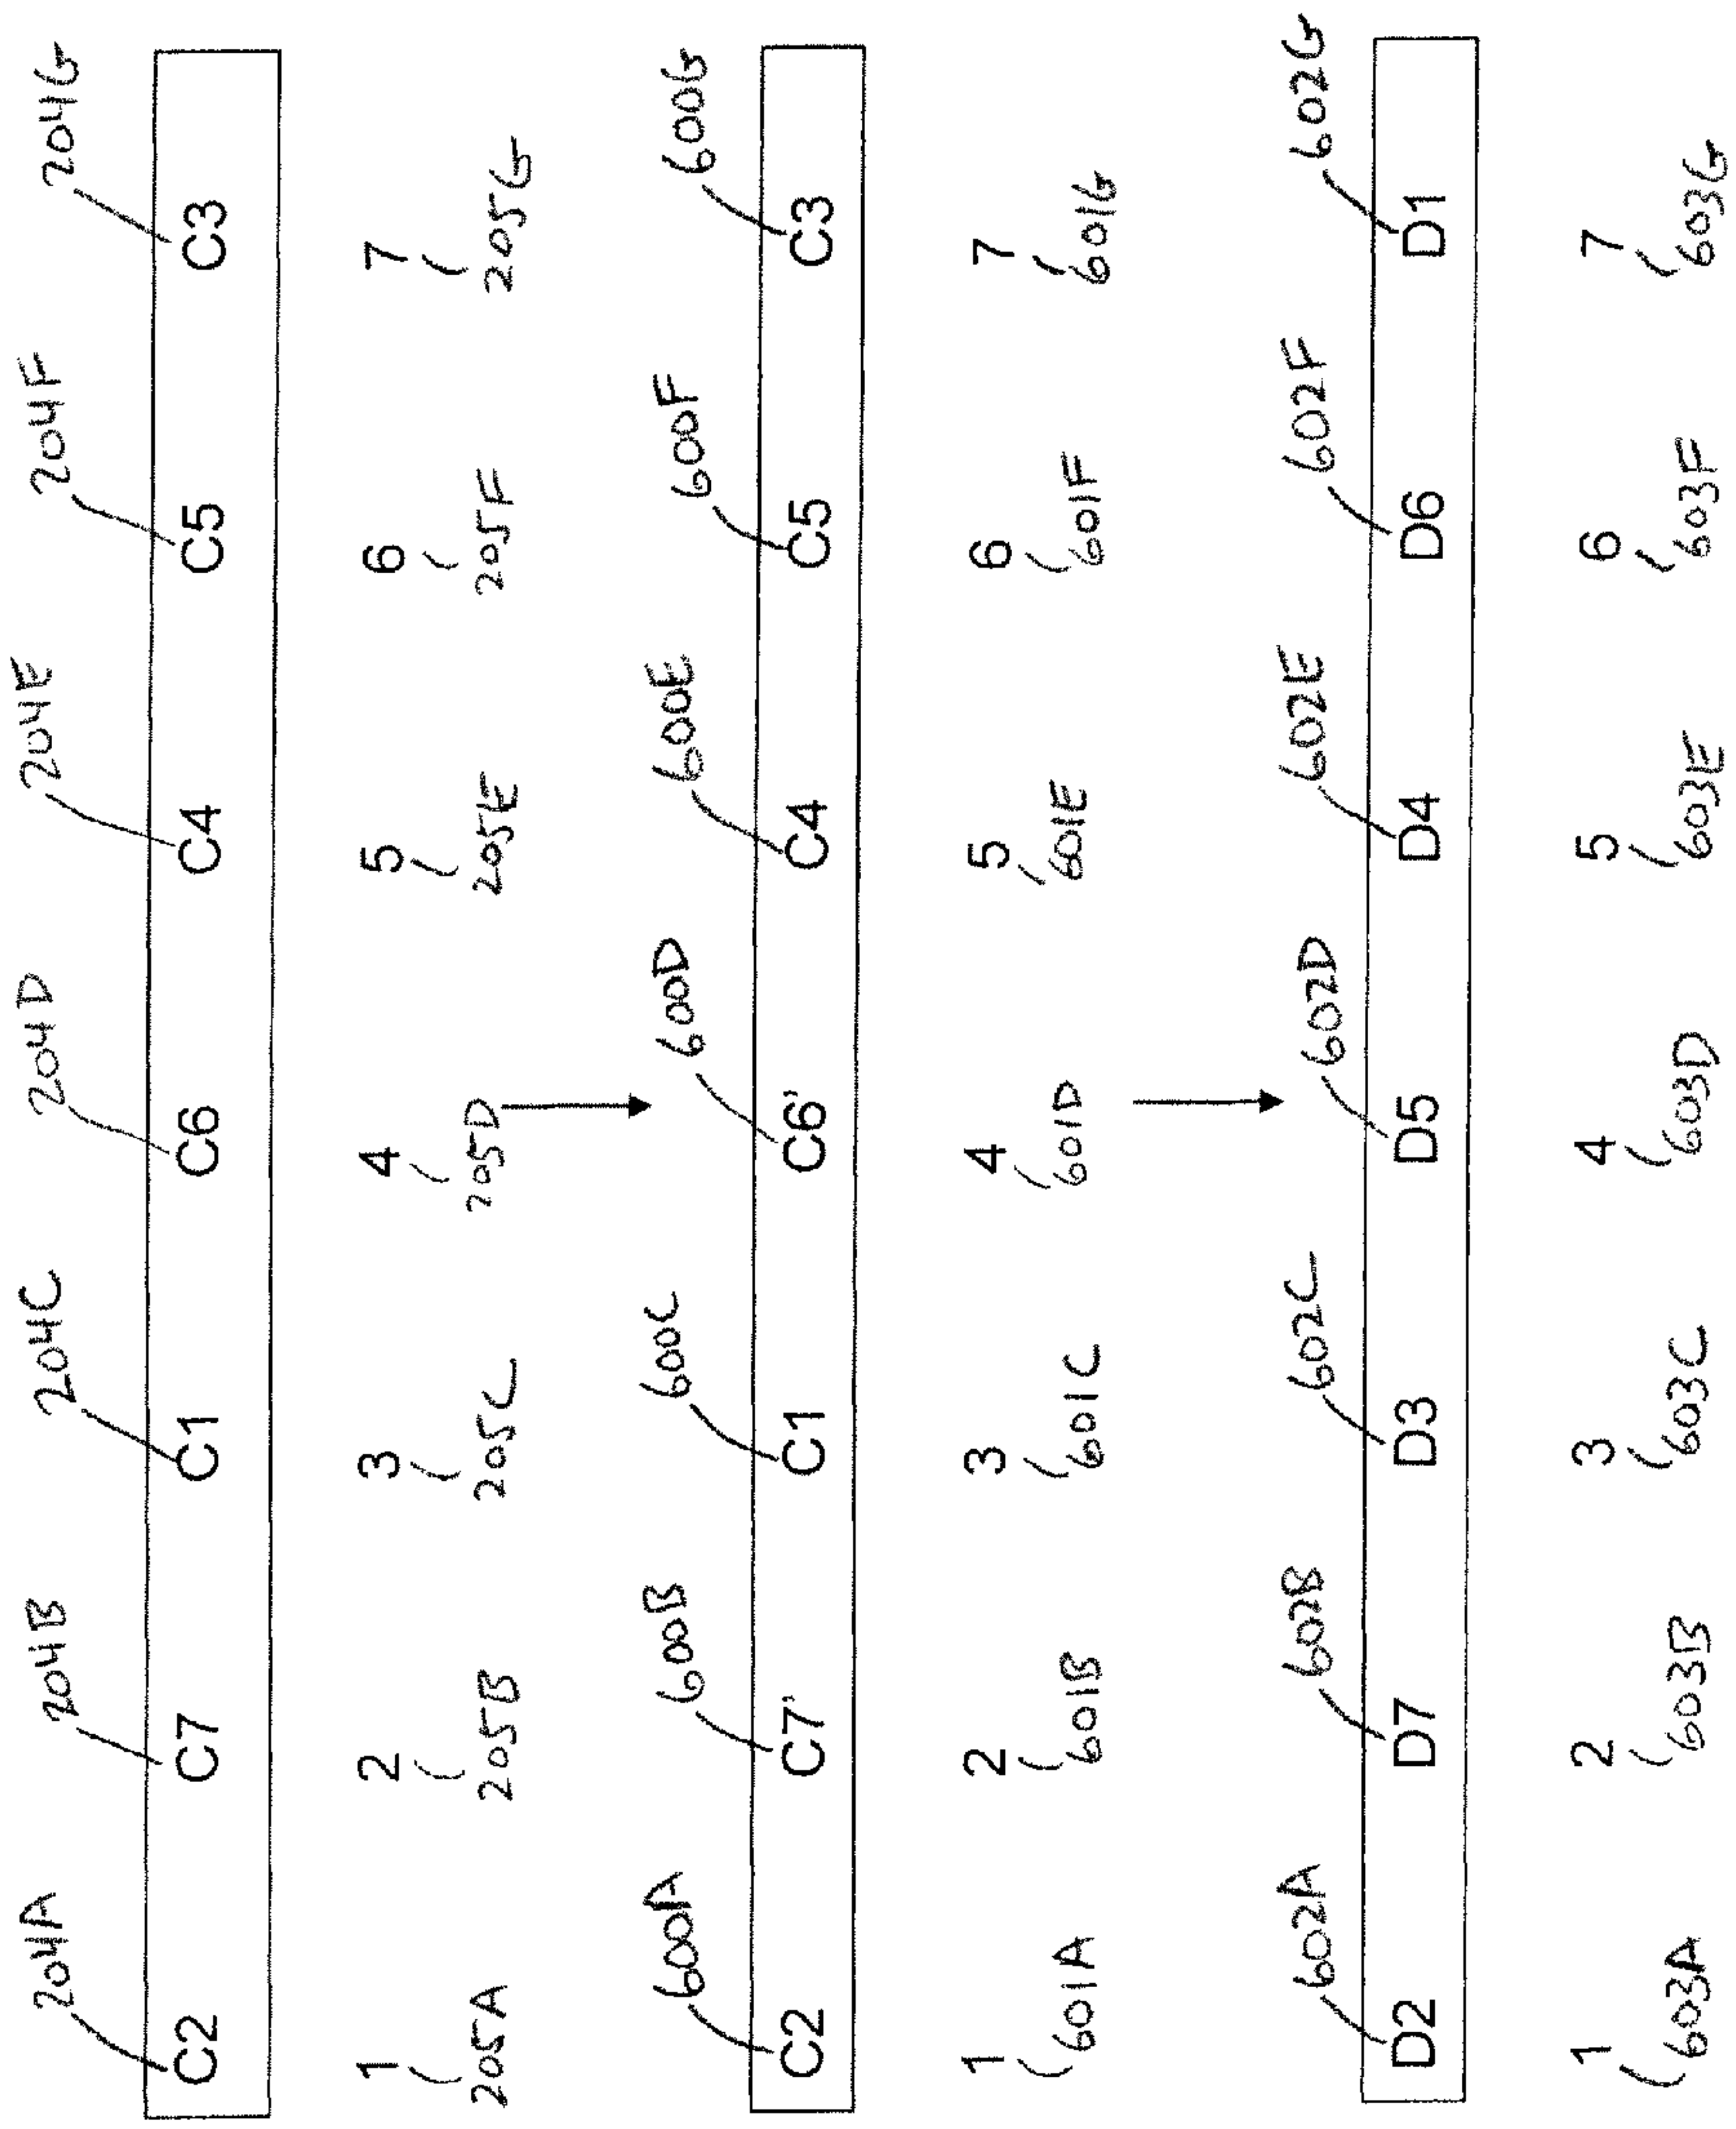 204A 204B 204C 204D 204E 204F 204G
C2 C7 C1 C6 C4 C5 C3
1 2 3 4 5 6 7
205A 205B 205C 205D 205E 205F 205G
600A 600B 600C 600D 600E 600F 600G
C2 C7' C1 C6' C4 C5 C3
1 2 3 4 5 6 7
601A 601B 601C 601D 601E 601F 601G
602A 602B 602C 602D 602E 602F 602G
D2 D7 D3 D5 D4 D6 D1
1 2 3 4 5 6 7
603A 603B 603C 603D 603E 603F 603G